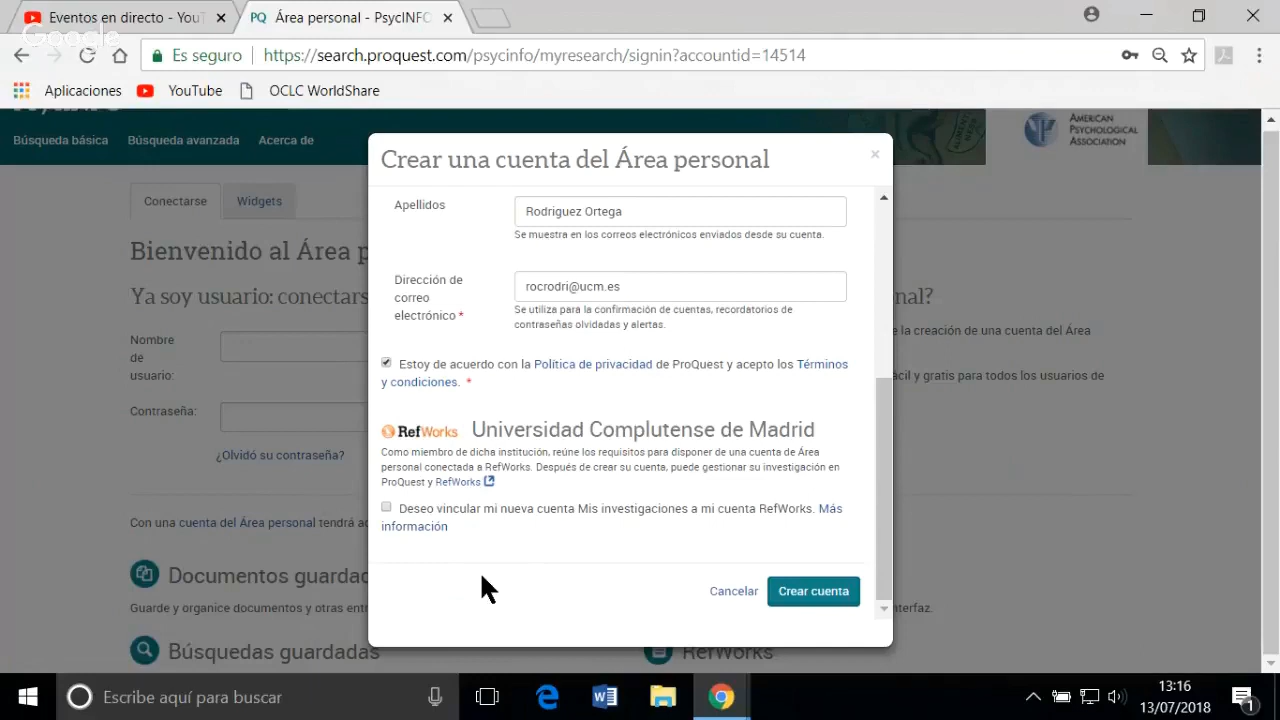 Eventos en directo - YouT
PQ Área personal - PsycINFO
Google
Es seguro
https://search.proquest.com/psycinfo/myresearch/signin?accountid=14514
Aplicaciones
YouTube
OCLC WorldShare
Búsqueda básica
Búsqueda avanzada
Acerca de
AMERICAN
PSYCHOLOGICAL
ASSOCIATION
Conectarse
Widgets
Bienvenido al Área p
Ya soy usuario: conectars
nal?
Nombre
de
usuario:
e la creación de una cuenta del Área
ácil y gratis para todos los usuarios de
Contraseña:
¿Olvidó su contraseña?
Con una cuenta del Área personal tendrá ac
Documentos guardad
Guarde y organice documentos y otras entr
nterfaz.
Búsquedas guardadas
RefWorks
Crear una cuenta del Área personal
×
Apellidos
Rodriguez Ortega
Se muestra en los correos electrónicos enviados desde su cuenta.
Dirección de
correo
electrónico *
rocrodri@ucm.es
Se utiliza para la confirmación de cuentas, recordatorios de
contraseñas olvidadas y alertas.
Estoy de acuerdo con la Política de privacidad de ProQuest y acepto los Términos
y condiciones. *
RefWorks Universidad Complutense de Madrid
Como miembro de dicha institución, reúne los requisitos para disponer de una cuenta de Área
personal conectada a RefWorks. Después de crear su cuenta, puede gestionar su investigación en
ProQuest y RefWorks
Deseo vincular mi nueva cuenta Mis investigaciones a mi cuenta RefWorks. Más
información
Cancelar
Crear cuenta
Escribe aquí para buscar
13:16
13/07/2018
1